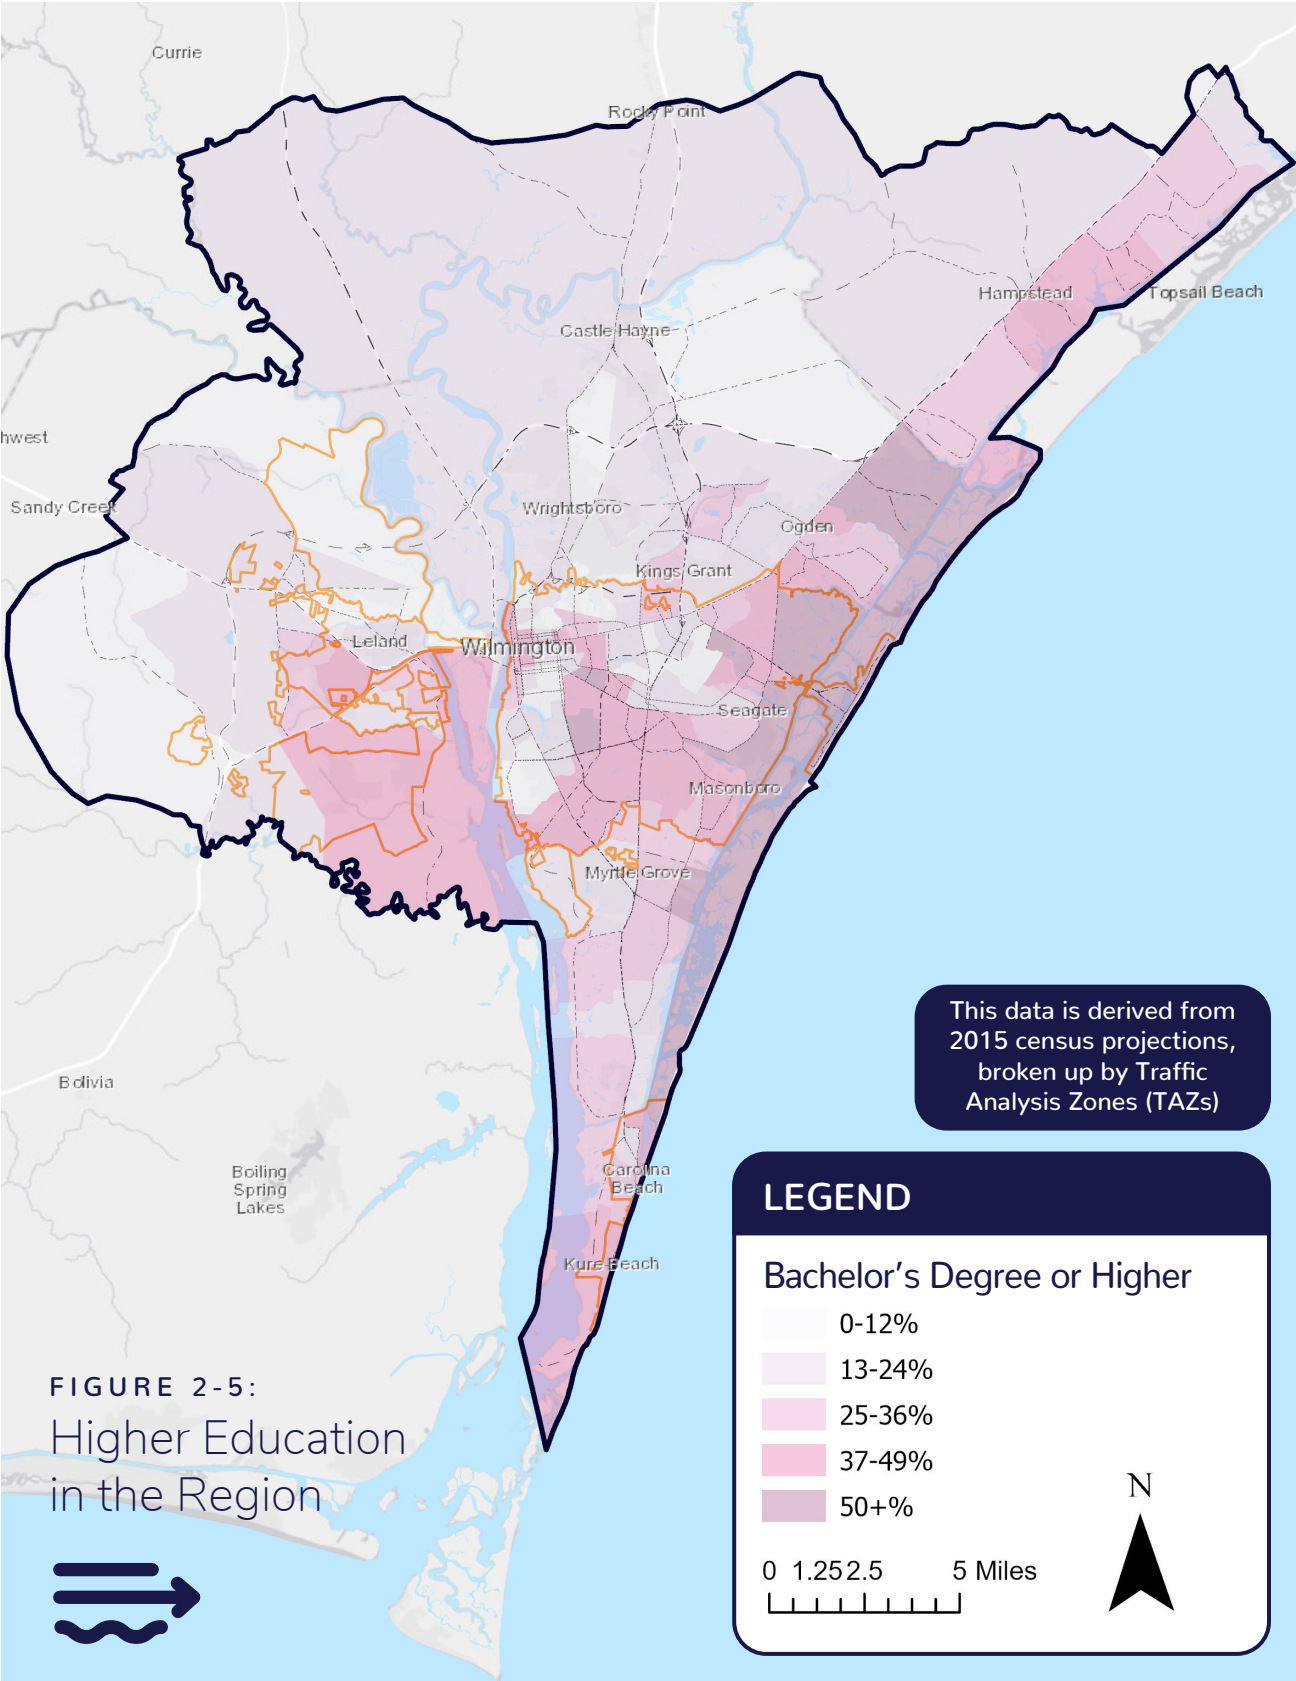 Currie
Rocky Point
Hampstead
Topsail Beach
Castle Hayne
hwest
Sandy Creek
Wrightsboro
Ogden
Kings Grant
Leland
Wilmington
Seagate
Masonboro
Myrtle Grove
This data is derived from
2015 census projections,
broken up by Traffic
Analysis Zones (TAZs)
Bolivia
Boiling
Spring
Lakes
Carolina
Beach
Kure Beach
LEGEND
Bachelor's Degree or Higher
0-12%
13-24%
25-36%
37-49%
50+%
0 1.25 2.5 5 Miles
N
FIGURE 2-5:
Higher Education
in the Region